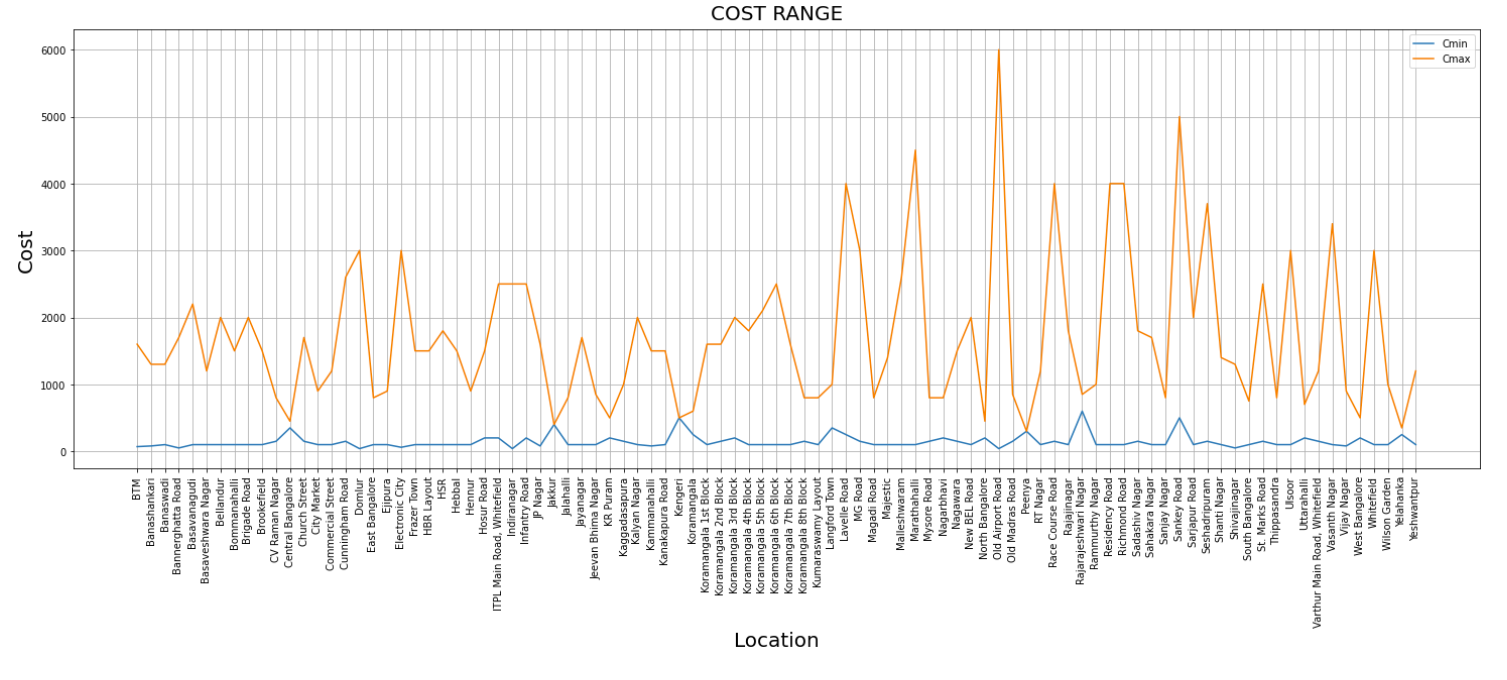 COST RANGE
Cmin
Cmax
6000
5000
4000
3000
2000
1000
0
Cost
BTM
Banashankari
Banaswadi
Bannerghatta Road
Basavanagudi
Basaveshwara Nagar
Bellandur
Bommanahalli
Brigade Road
Brookefield
CV Raman Nagar
Central Bangalore
Church Street
City Market
Commercial Street
Cunningham Road
Domlur
East Bangalore
Ejipura
Electronic City
Frazer Town
HBR Layout
HSR
Hebbal
Hennur
Hosur Road
ITPL Main Road, Whitefield
Indiranagar
Infantry Road
JP Nagar
Jakkur
Jalahalli
Jayanagar
Jeevan Bhima Nagar
KR Puram
Kaggadasapura
Kalyan Nagar
Kammanahalli
Kanakapura Road
Kengeri
Koramangala
Koramangala 1st Block
Koramangala 2nd Block
Koramangala 3rd Block
Koramangala 4th Block
Koramangala 5th Block
Koramangala 6th Block
Koramangala 7th Block
Koramangala 8th Block
Kumaraswamy Layout
Langford Town
Lavelle Road
MG Road
Magadi Road
Majestic
Malleshwaram
Marathahalli
Mysore Road
Nagarbhavi
Nagawara
New BEL Road
North Bangalore
Old Airport Road
Old Madras Road
Peenya
RT Nagar
Race Course Road
Rajajinagar
Rajarajeshwari Nagar
Rammurthy Nagar
Residency Road
Richmond Road
Sadashiv Nagar
Sahakara Nagar
Sanjay Nagar
Sankey Road
Sarjapur Road
Seshadripuram
Shanti Nagar
Shivajinagar
South Bangalore
St. Marks Road
Thippasandra
Ulsoor
Uttarahalli
Varthur Main Road, Whitefield
Vasanth Nagar
Vijay Nagar
West Bangalore
Whitefield
Wilson Garden
Yelahanka
Yeshwantpur
Location